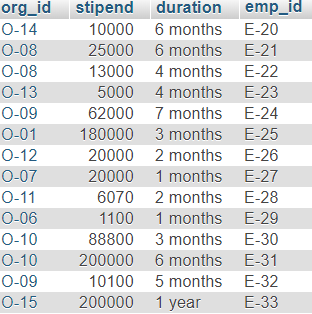 org_id stipend duration emp_id
O-14 10000 6 months E-20
O-08 25000 6 months E-21
O-08 13000 4 months E-22
O-13 5000 4 months E-23
O-09 62000 7 months E-24
O-01 180000 3 months E-25
O-12 20000 2 months E-26
O-07 20000 1 months E-27
O-11 6070 2 months E-28
O-06 1100 1 months E-29
O-10 88800 3 months E-30
O-10 200000 6 months E-31
O-09 10100 5 months E-32
O-15 200000 1 year E-33